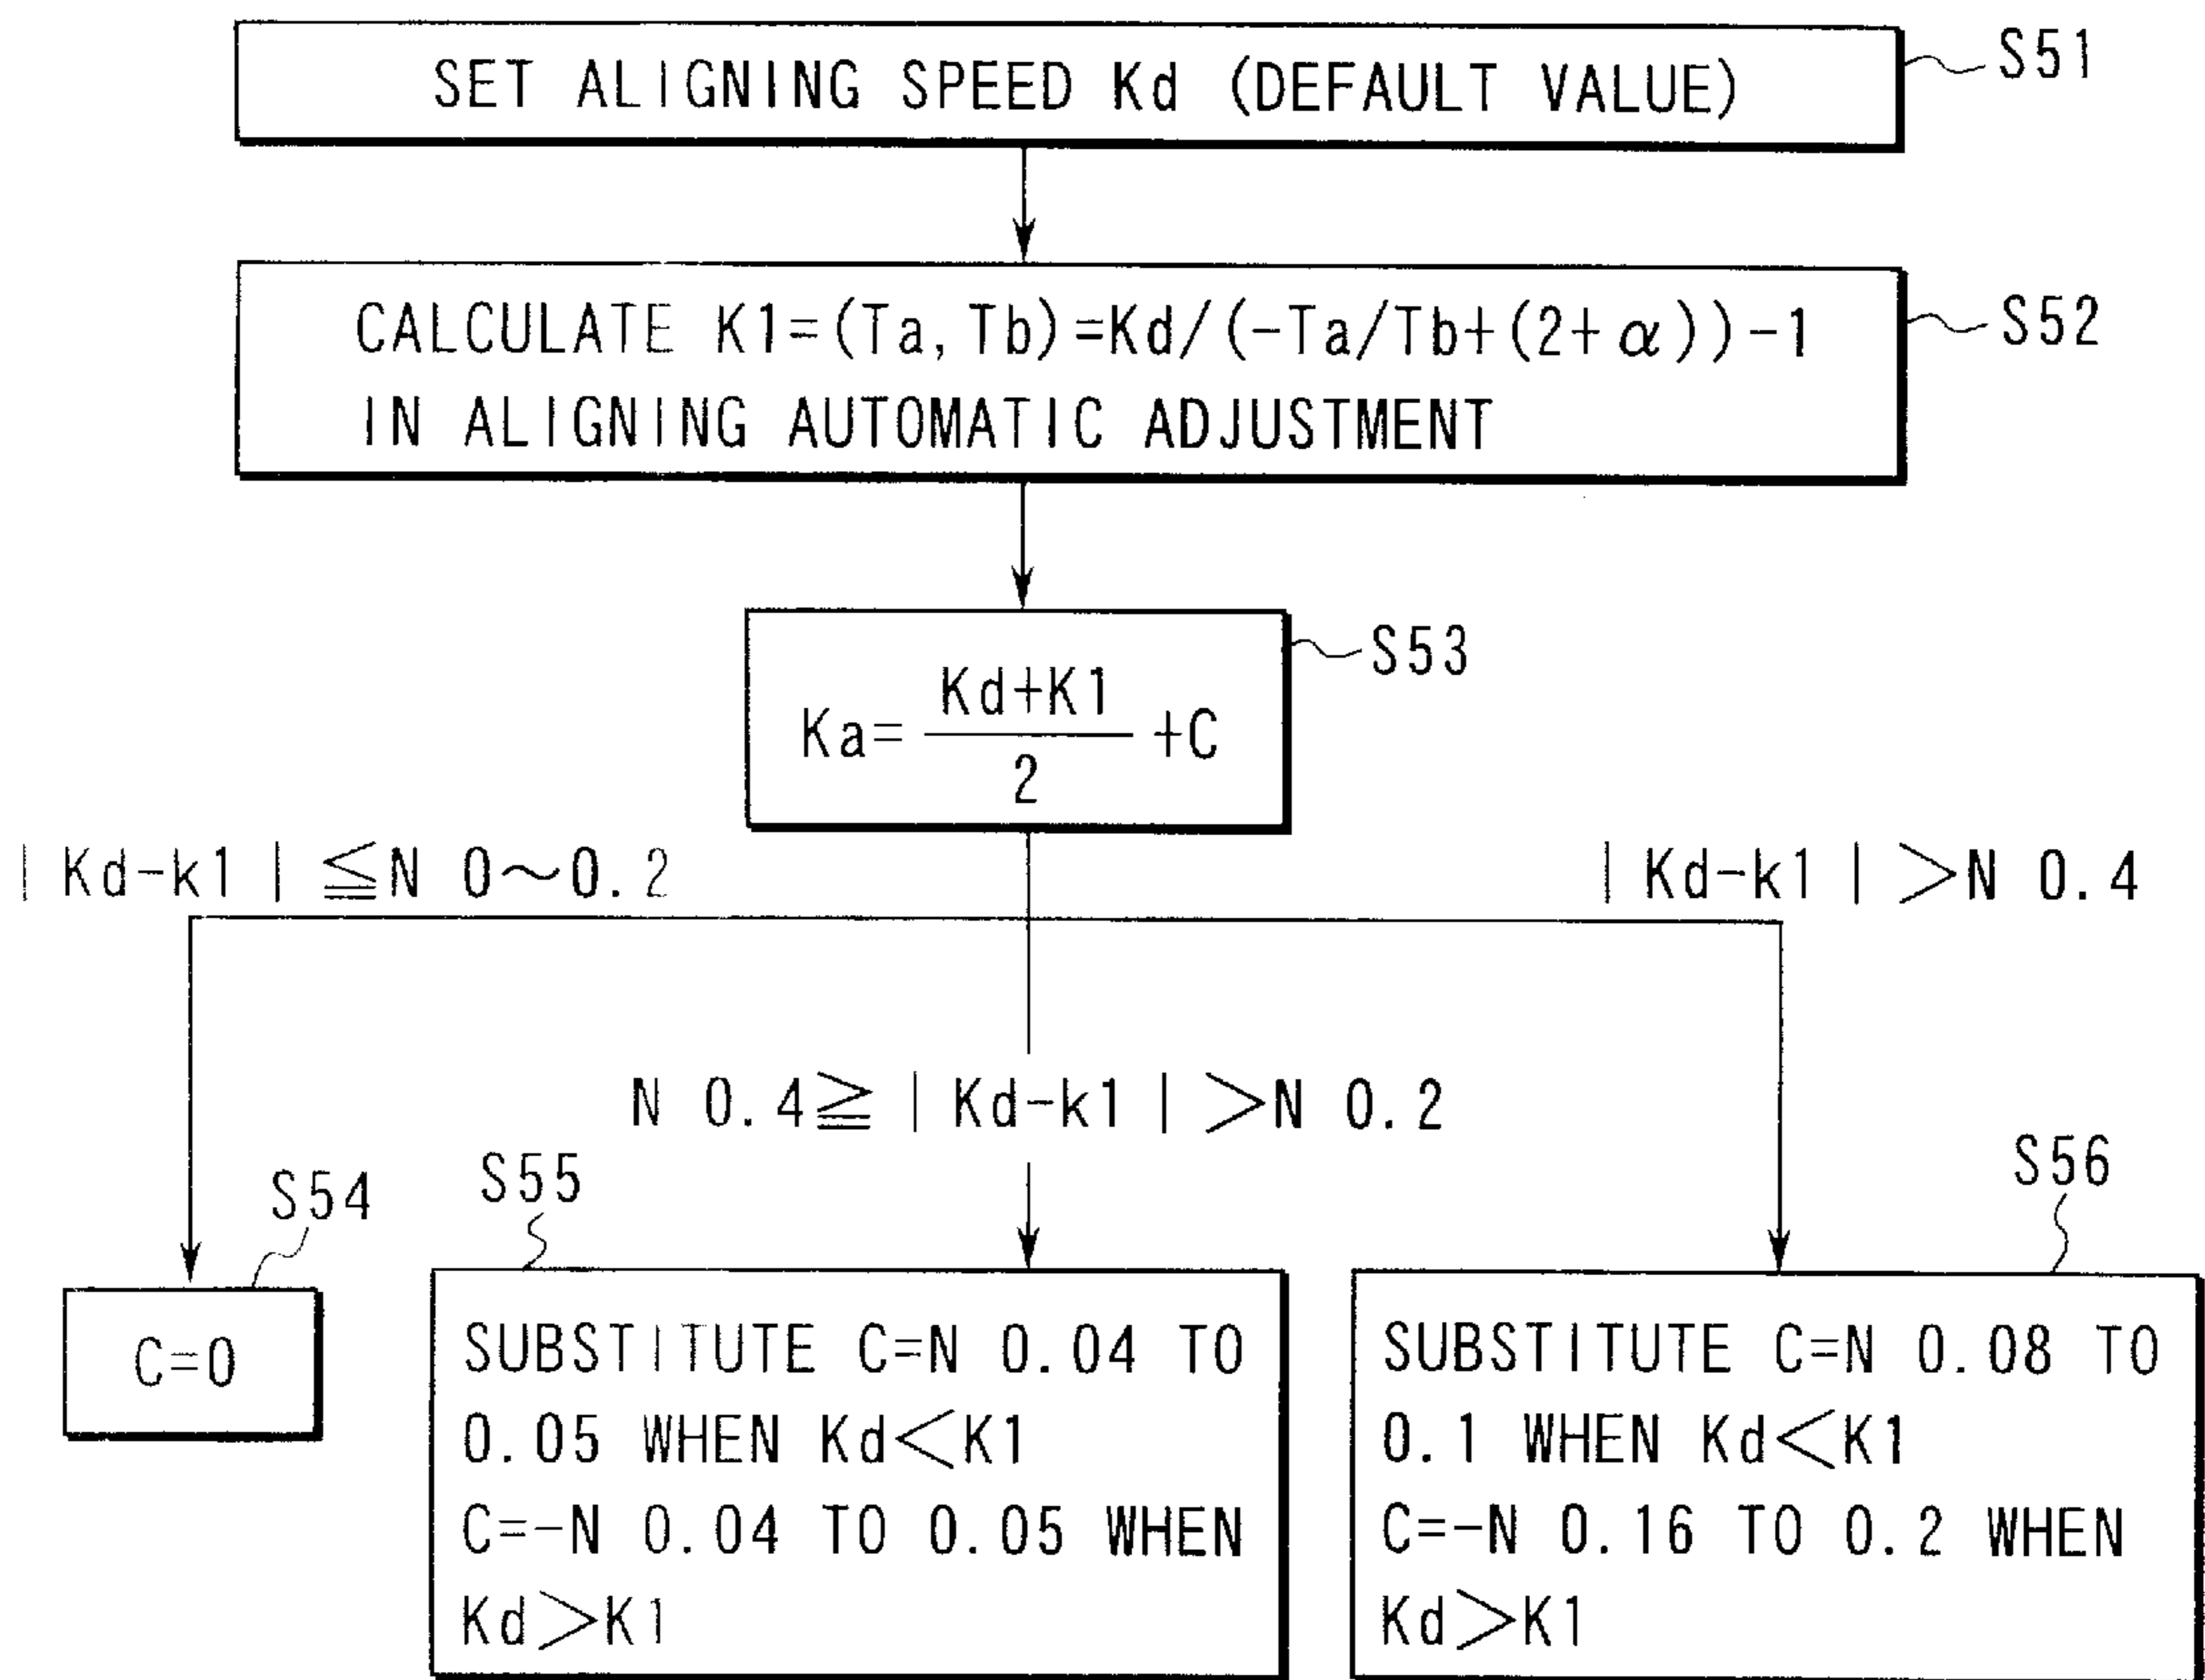 SET ALIGNING SPEED Kd (DEFAULT VALUE)
S51
CALCULATE K1=(Ta, Tb)=Kd/(-Ta/Tb+(2+α))-1
IN ALIGNING AUTOMATIC ADJUSTMENT
S52
S53
Ka= Kd+K1 / 2 +C
| Kd-k1 | ≦N 0~0.2
| Kd-k1 | >N 0.4
N 0.4≧ | Kd-k1 | >N 0.2
S54
S55
S56
C=0
SUBSTITUTE C=N 0.04 TO
0.05 WHEN Kd<K1
C=-N 0.04 TO 0.05 WHEN
Kd>K1
SUBSTITUTE C=N 0.08 TO
0.1 WHEN Kd<K1
C=-N 0.16 TO 0.2 WHEN
Kd>K1